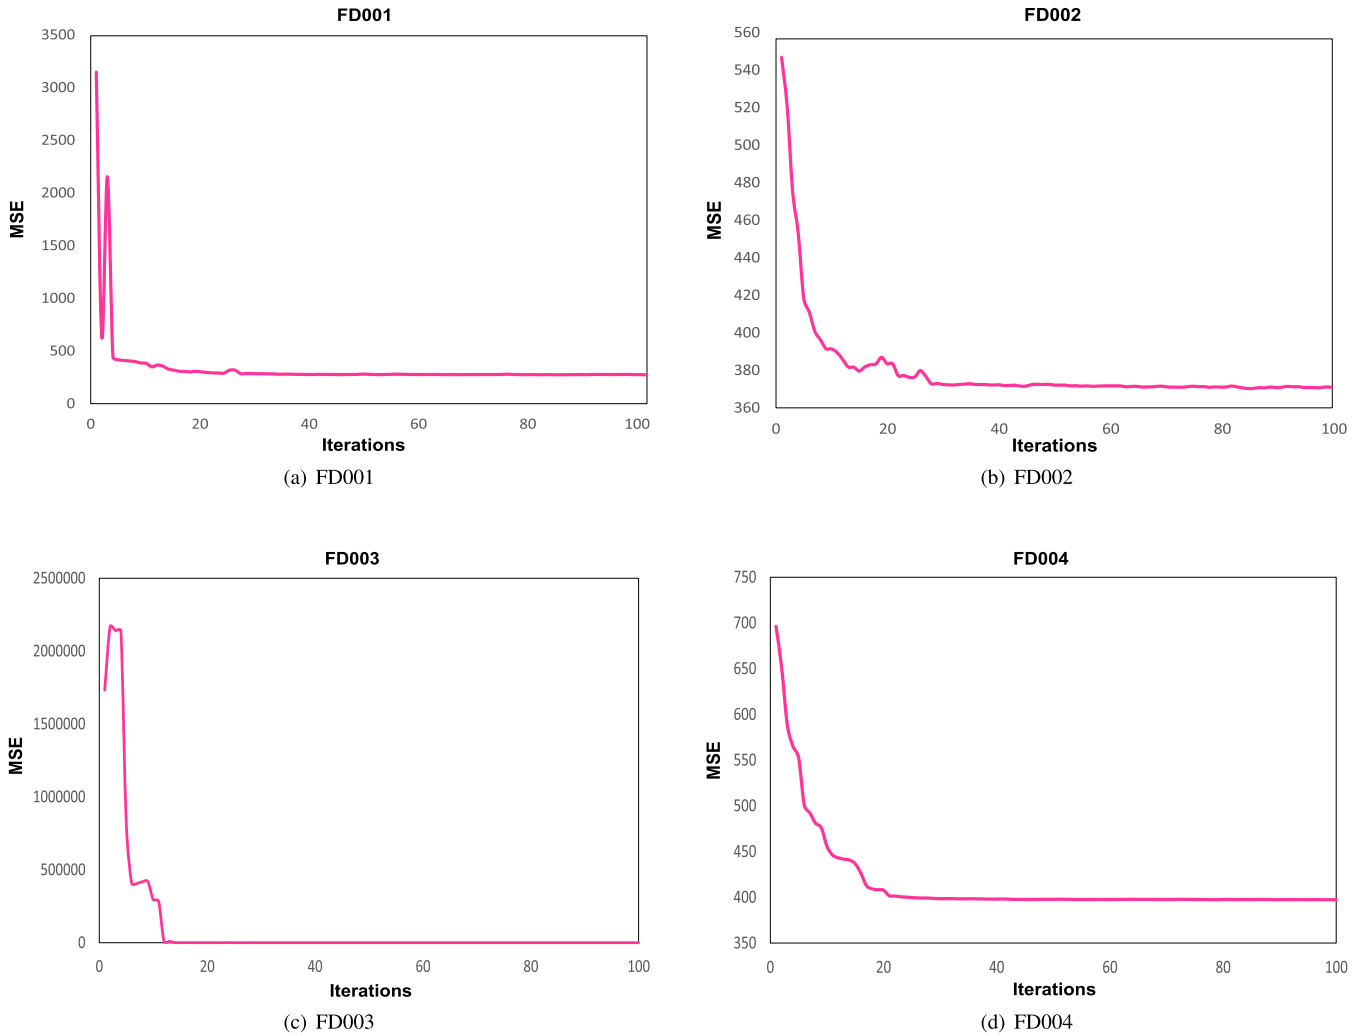 FD001
3500
3000
2500
2000
1500
1000
500
0
MSE
0 20 40 60 80 100
Iterations
(a) FD001
FD002
560
540
520
500
480
460
440
420
400
380
360
MSE
0 20 40 60 80 100
Iterations
(b) FD002
FD003
2500000
2000000
1500000
1000000
500000
0
MSE
0 20 40 60 80 100
Iterations
(c) FD003
FD004
750
700
650
600
550
500
450
400
350
MSE
0 20 40 60 80 100
Iterations
(d) FD004